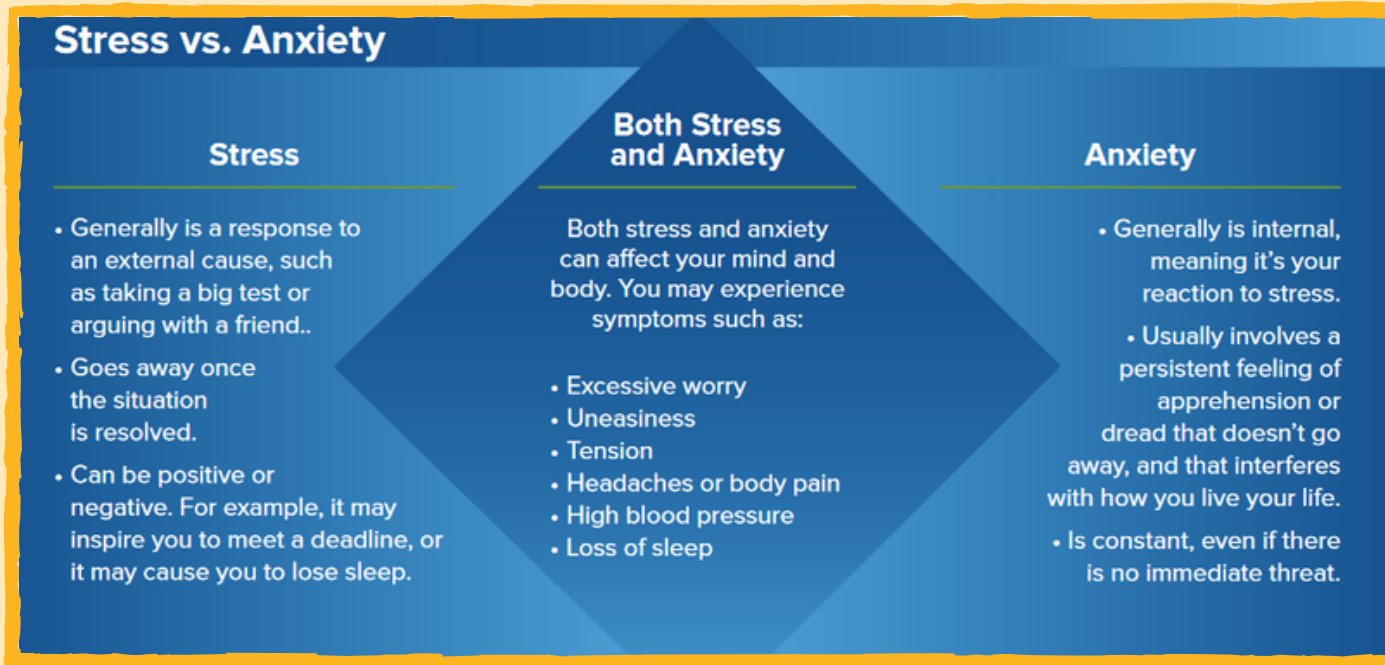 Stress vs. Anxiety
Stress
• Generally is a response to
an external cause, such
as taking a big test or
arguing with a friend..
• Goes away once
the situation
is resolved.
• Can be positive or
negative. For example, it may
inspire you to meet a deadline, or
it may cause you to lose sleep.
Both Stress
and Anxiety
Both stress and anxiety
can affect your mind and
body. You may experience
symptoms such as:
• Excessive worry
• Uneasiness
• Tension
• Headaches or body pain
• High blood pressure
• Loss of sleep
Anxiety
• Generally is internal,
meaning it’s your
reaction to stress.
• Usually involves a
persistent feeling of
apprehension or
dread that doesn’t go
away, and that interferes
with how you live your life.
• Is constant, even if there
is no immediate threat.